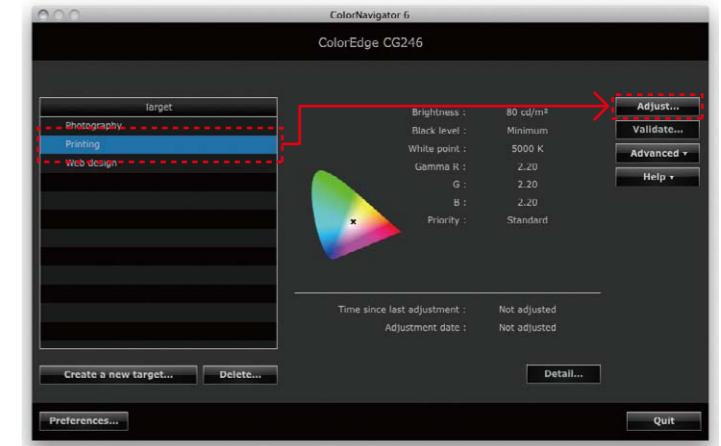 ColorNavigator 6
ColorEdge CG246
Target
Photography
Printing
Web design
Brightness : 80 cd/m²
Black level : Minimum
White point : 5000 K
Gamma R : 2.20
G : 2.20
B : 2.20
Priority : Standard
Adjust...
Validate...
Advanced
Help
Time since last adjustment : Not adjusted
Adjustment date : Not adjusted
Create a new target...
Delete...
Detail...
Preferences...
Quit